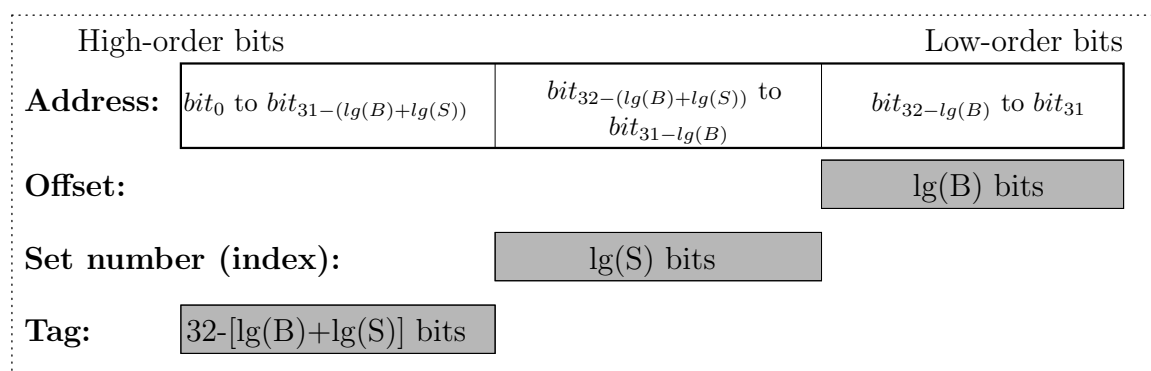 High-order bits Low-order bits
Address: bit₀ to bit₃₁₋₍lg(B)+lg(S)₎ bit₃₂₋₍lg(B)+lg(S)₎ to bit₃₂₋lg(B) to bit₃₁
bit₃₁₋lg(B)
Offset: lg(B) bits
Set number (index): lg(S) bits
Tag: 32-[lg(B)+lg(S)] bits